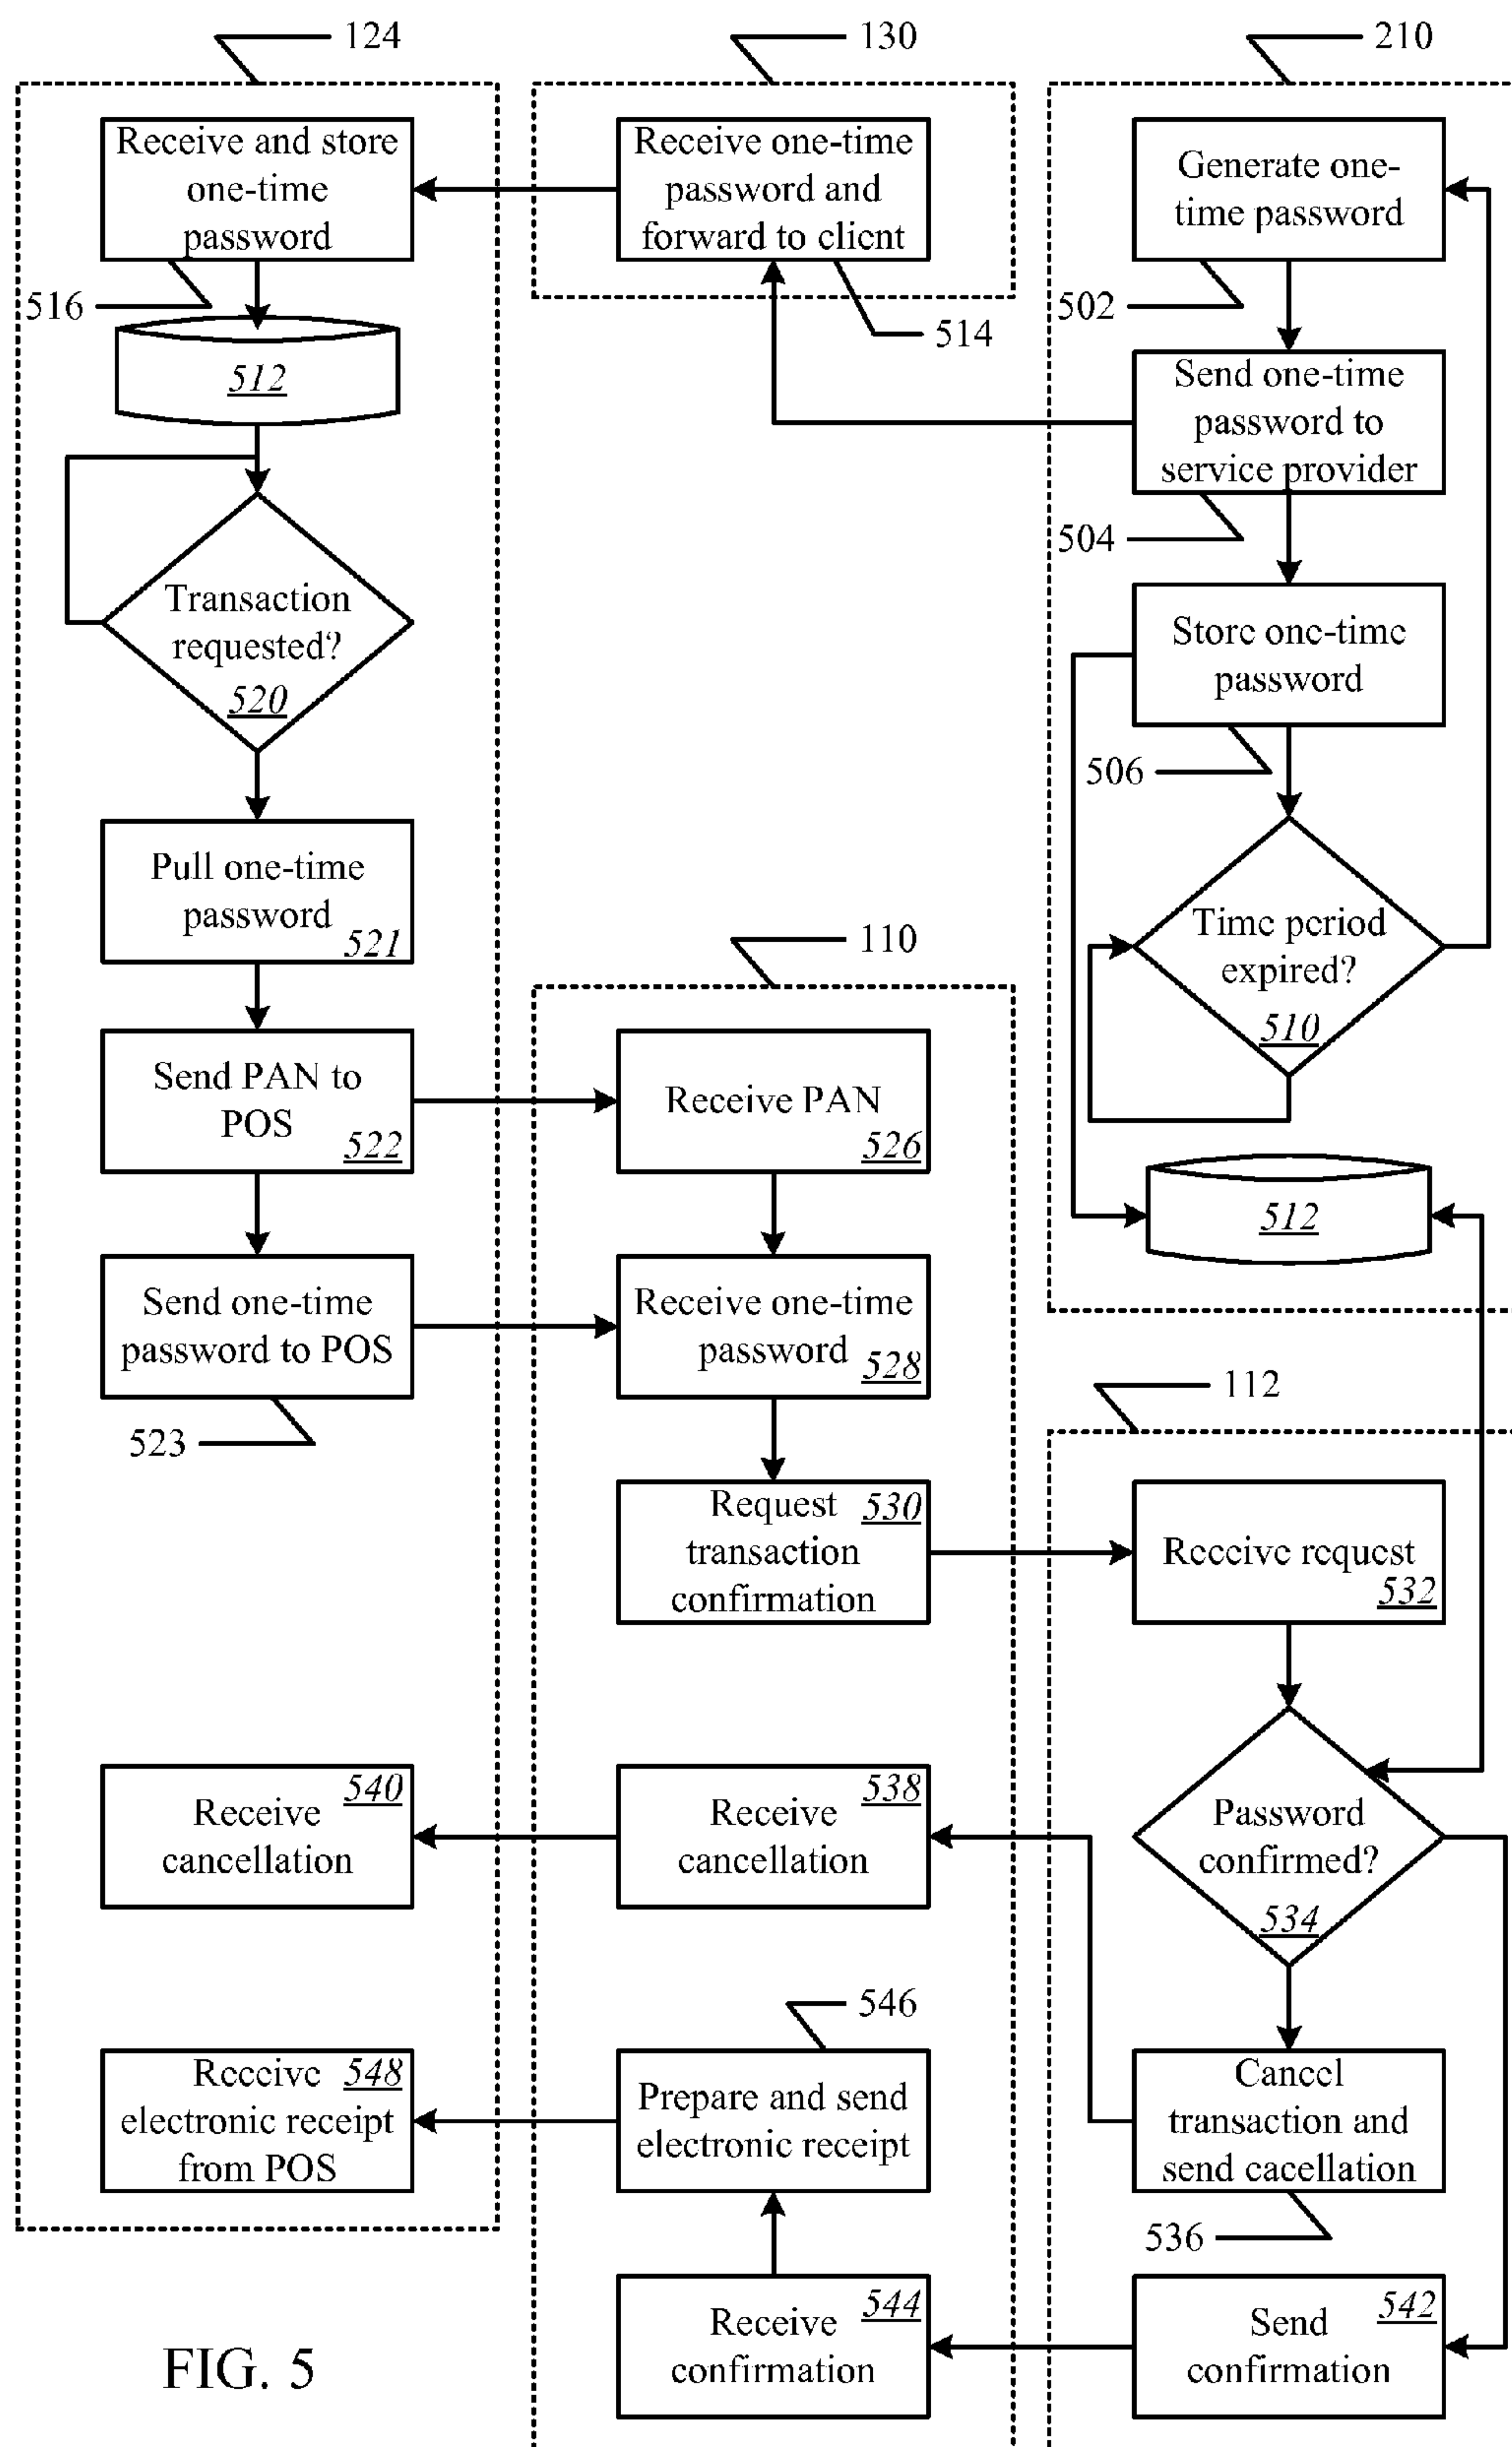 124
130
210
Receive and store
one-time
password
516
512
Transaction
requested?
520
Pull one-time
password
521
Send PAN to
POS
522
Send one-time
password to POS
523
540
Receive
cancellation
Receive 548
electronic receipt
from POS
FIG. 5
Receive one-time
password and
forward to client
514
110
Receive PAN
526
Receive one-time
password 528
Request 530
transaction
confirmation
538
Receive
cancellation
546
Prepare and send
electronic receipt
544
Receive
confirmation
Generate one-
time password
502
Send one-time
password to
service provider
504
Store one-time
password
506
Time period
expired?
510
512
112
Receive request
532
Password
confirmed?
534
Cancel
transaction and
send cacellation
536
542
Send
confirmation